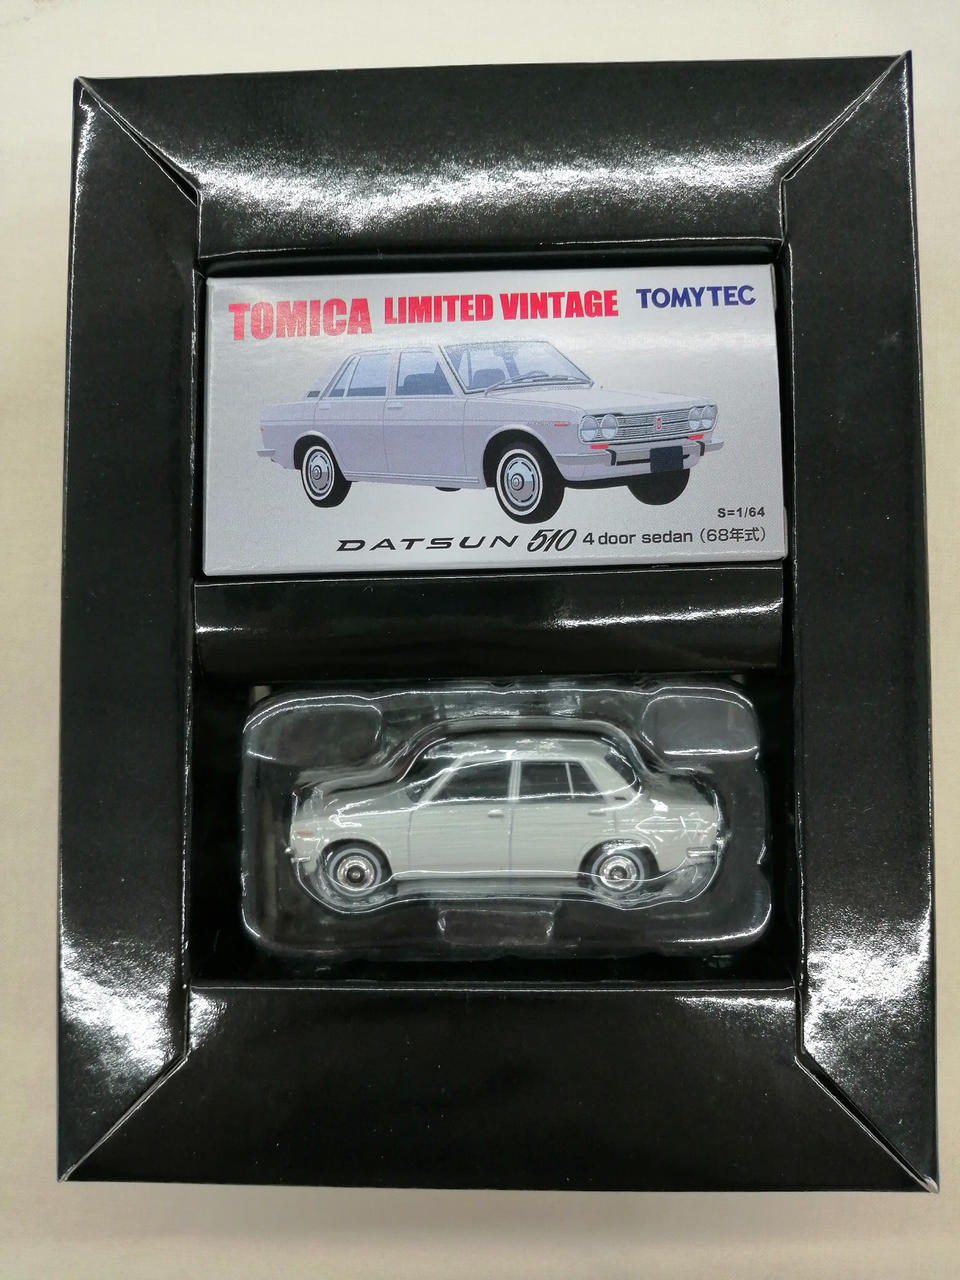 TOMICA LIMITED VINTAGE TOMYTEC
S=1/64
DATSUN 510 4 door sedan (68年式)